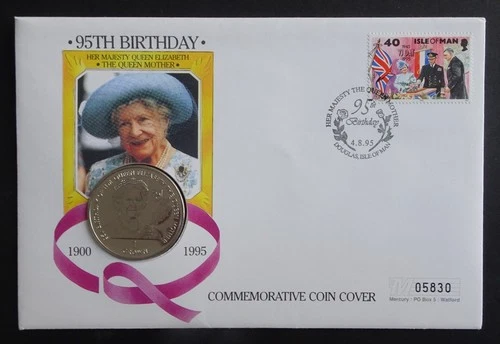 ·95TH BIRTHDAY·
HER MAJESTY QUEEN ELIZABETH
· THE QUEEN MOTHER ·
1900
1995
40
ISLE OF MAN
HER MAJESTY THE QUEEN MOTHER
95th
Birthday
4.8.95
DOUGLAS, ISLE OF MAN
COMMEMORATIVE COIN COVER
05830
Mercury · PO Box 5 · Watford